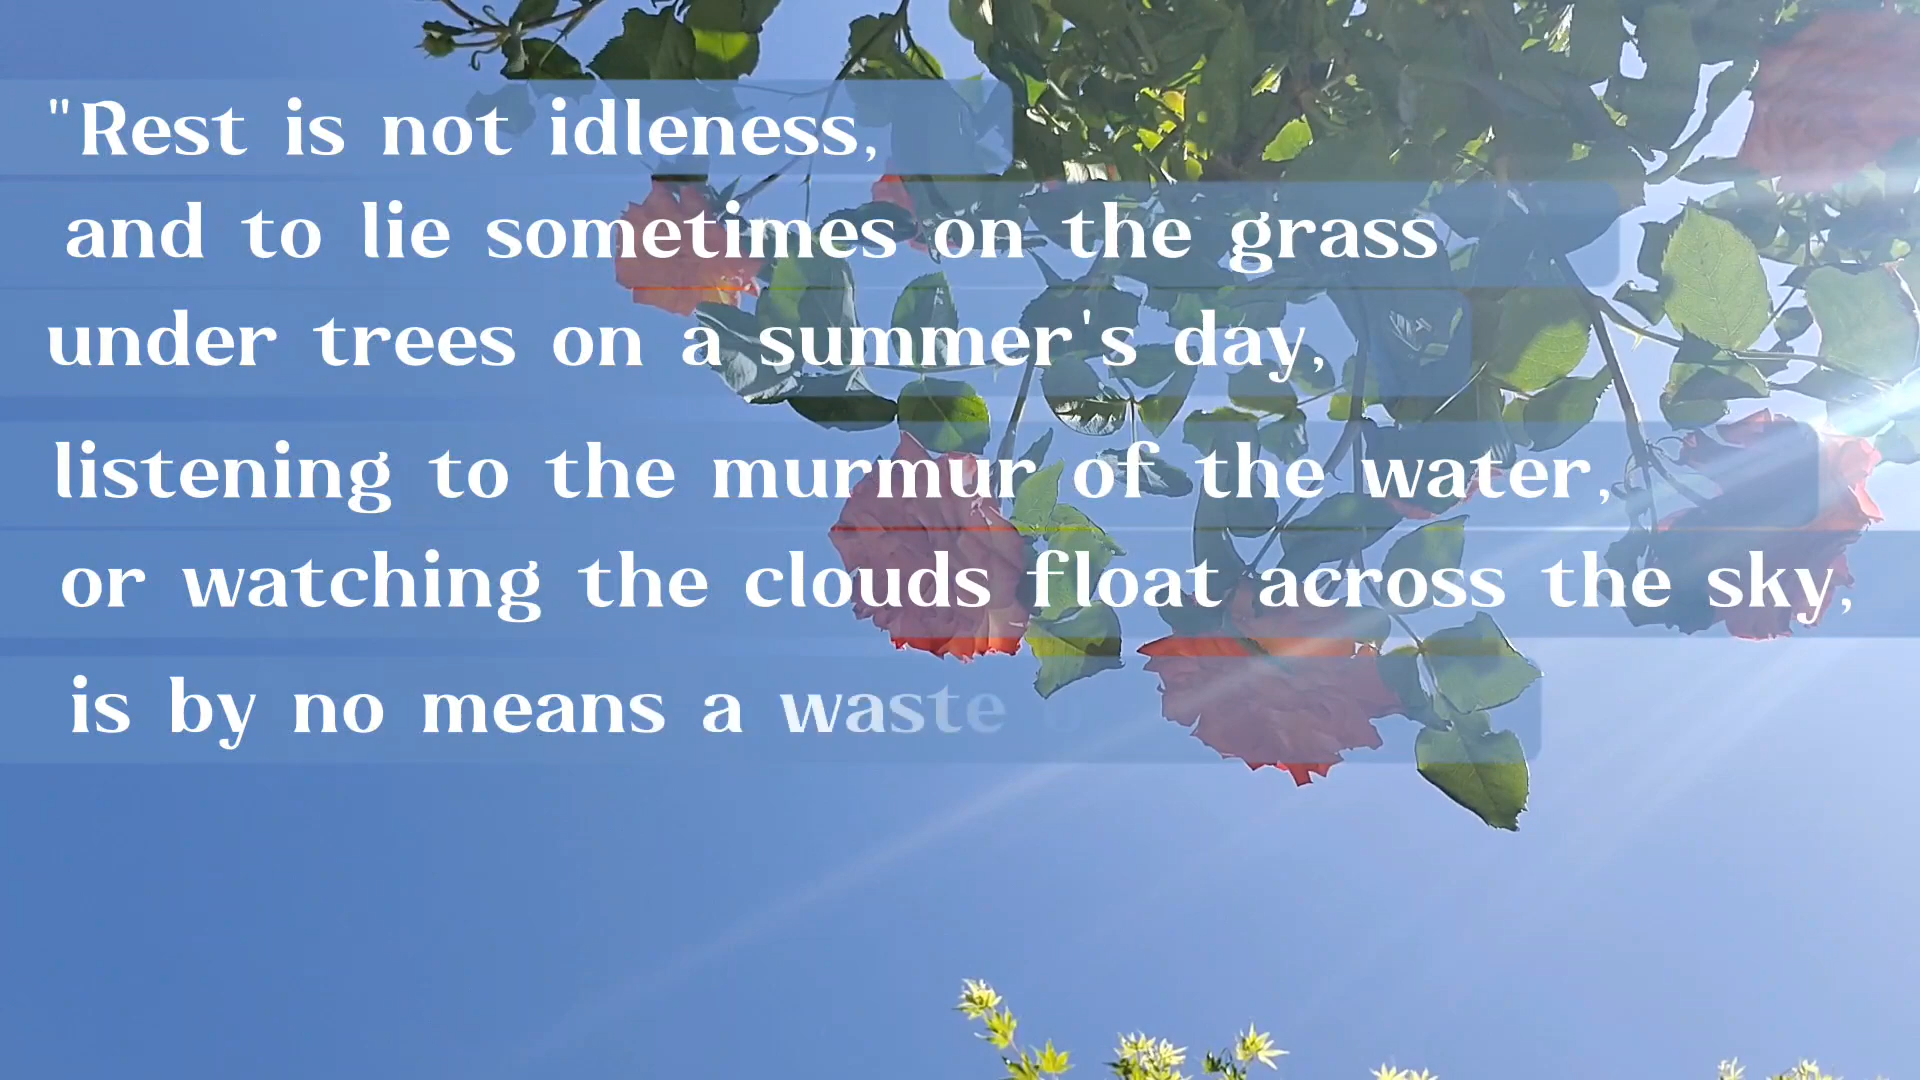 "Rest is not idleness,
and to lie sometimes on the grass
under trees on a summer's day,
listening to the murmur of the water,
or watching the clouds float across the sky,
is by no means a waste